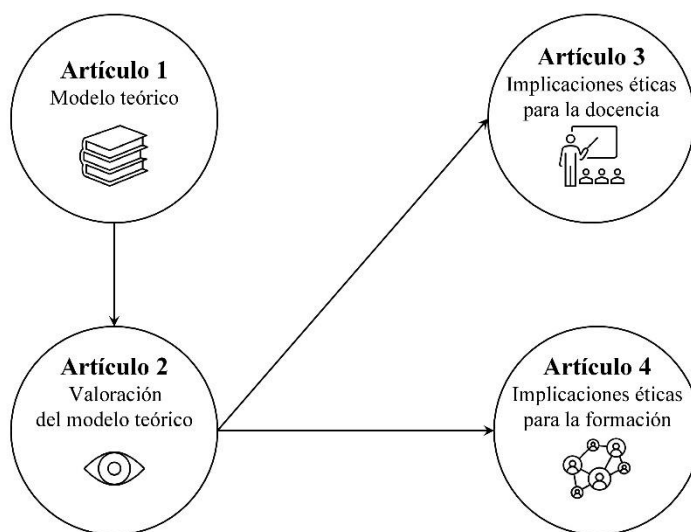 Artículo 1
Modelo teórico
Artículo 3
Implicaciones éticas
para la docencia
Artículo 2
Valoración
del modelo teórico
Artículo 4
Implicaciones éticas
para la formación